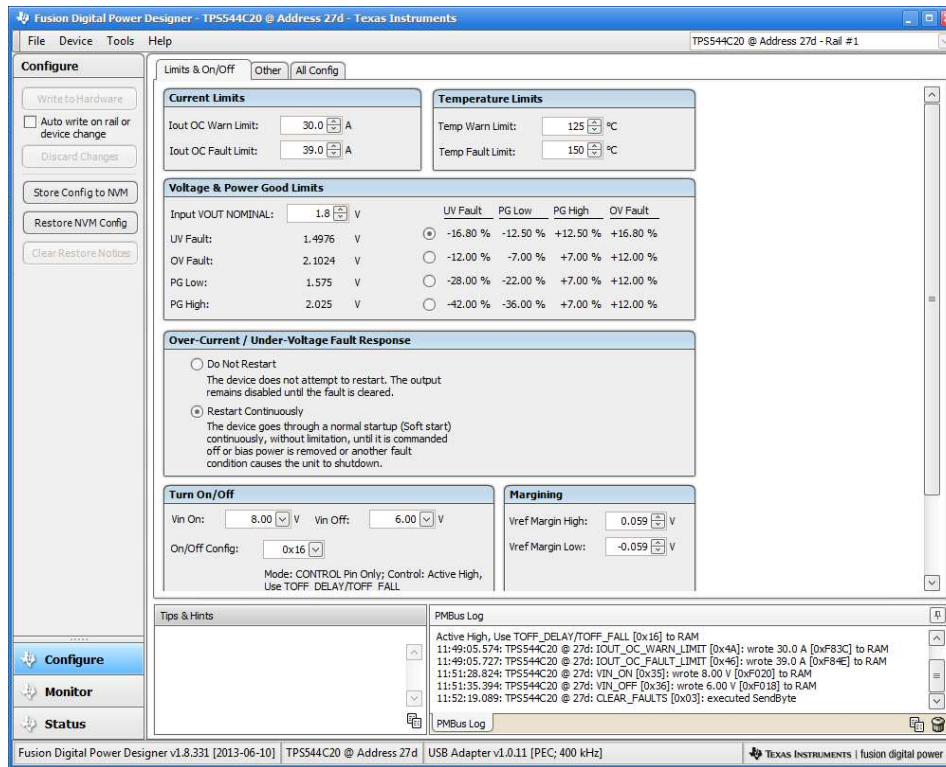 Fusion Digital Power Designer - TPS544C20 @ Address 27d - Texas Instruments
File Device Tools Help
TPS544C20 @ Address 27d - Rail #1
Configure
Write to Hardware
Auto write on rail or
device change
Discard Changes
Store Config to NVM
Restore NVM Config
Clear Restore Notices
Limits & On/Off Other All Config
Current Limits
Iout OC Warn Limit: 30.0 A
Iout OC Fault Limit: 39.0 A
Temperature Limits
Temp Warn Limit: 125 °C
Temp Fault Limit: 150 °C
Voltage & Power Good Limits
Input VOUT NOMINAL: 1.8 V
UV Fault: 1.4976 V
OV Fault: 2.1024 V
PG Low: 1.575 V
PG High: 2.025 V
UV Fault PG Low PG High OV Fault
-16.80 % -12.50 % +12.50 % +16.80 %
-12.00 % -7.00 % +7.00 % +12.00 %
-28.00 % -22.00 % +7.00 % +12.00 %
-42.00 % -36.00 % +7.00 % +12.00 %
Over-Current / Under-Voltage Fault Response
Do Not Restart
The device does not attempt to restart. The output
remains disabled until the fault is cleared.
Restart Continuously
The device goes through a normal startup (Soft start)
continuously, without limitation, until it is commanded
off or bias power is removed or another fault
condition causes the unit to shutdown.
Turn On/Off
Vin On: 8.00 V Vin Off: 6.00 V
On/Off Config: 0x16
Mode: CONTROL Pin Only; Control: Active High,
Use TOFF_DELAY/TOFF_FALL
Margining
Vref Margin High: 0.059 V
Vref Margin Low: -0.059 V
Tips & Hints
PMBus Log
Active High, Use TOFF_DELAY/TOFF_FALL [0x16] to RAM
11:49:05.574: TPS544C20 @ 27d: IOUT_OC_WARN_LIMIT [0x4A]: wrote 30.0 A [0xF83C] to RAM
11:49:05.727: TPS544C20 @ 27d: IOUT_OC_FAULT_LIMIT [0x46]: wrote 39.0 A [0xF84E] to RAM
11:51:28.824: TPS544C20 @ 27d: VIN_ON [0x35]: wrote 8.00 V [0xF020] to RAM
11:51:35.394: TPS544C20 @ 27d: VIN_OFF [0x36]: wrote 6.00 V [0xF018] to RAM
11:52:19.089: TPS544C20 @ 27d: CLEAR_FAULTS [0x03]: executed SendByte
PMBus Log
Configure
Monitor
Status
Fusion Digital Power Designer v1.8.331 [2013-06-10] TPS544C20 @ Address 27d USB Adapter v1.0.11 [PEC; 400 kHz] TEXAS INSTRUMENTS | fusion digital power